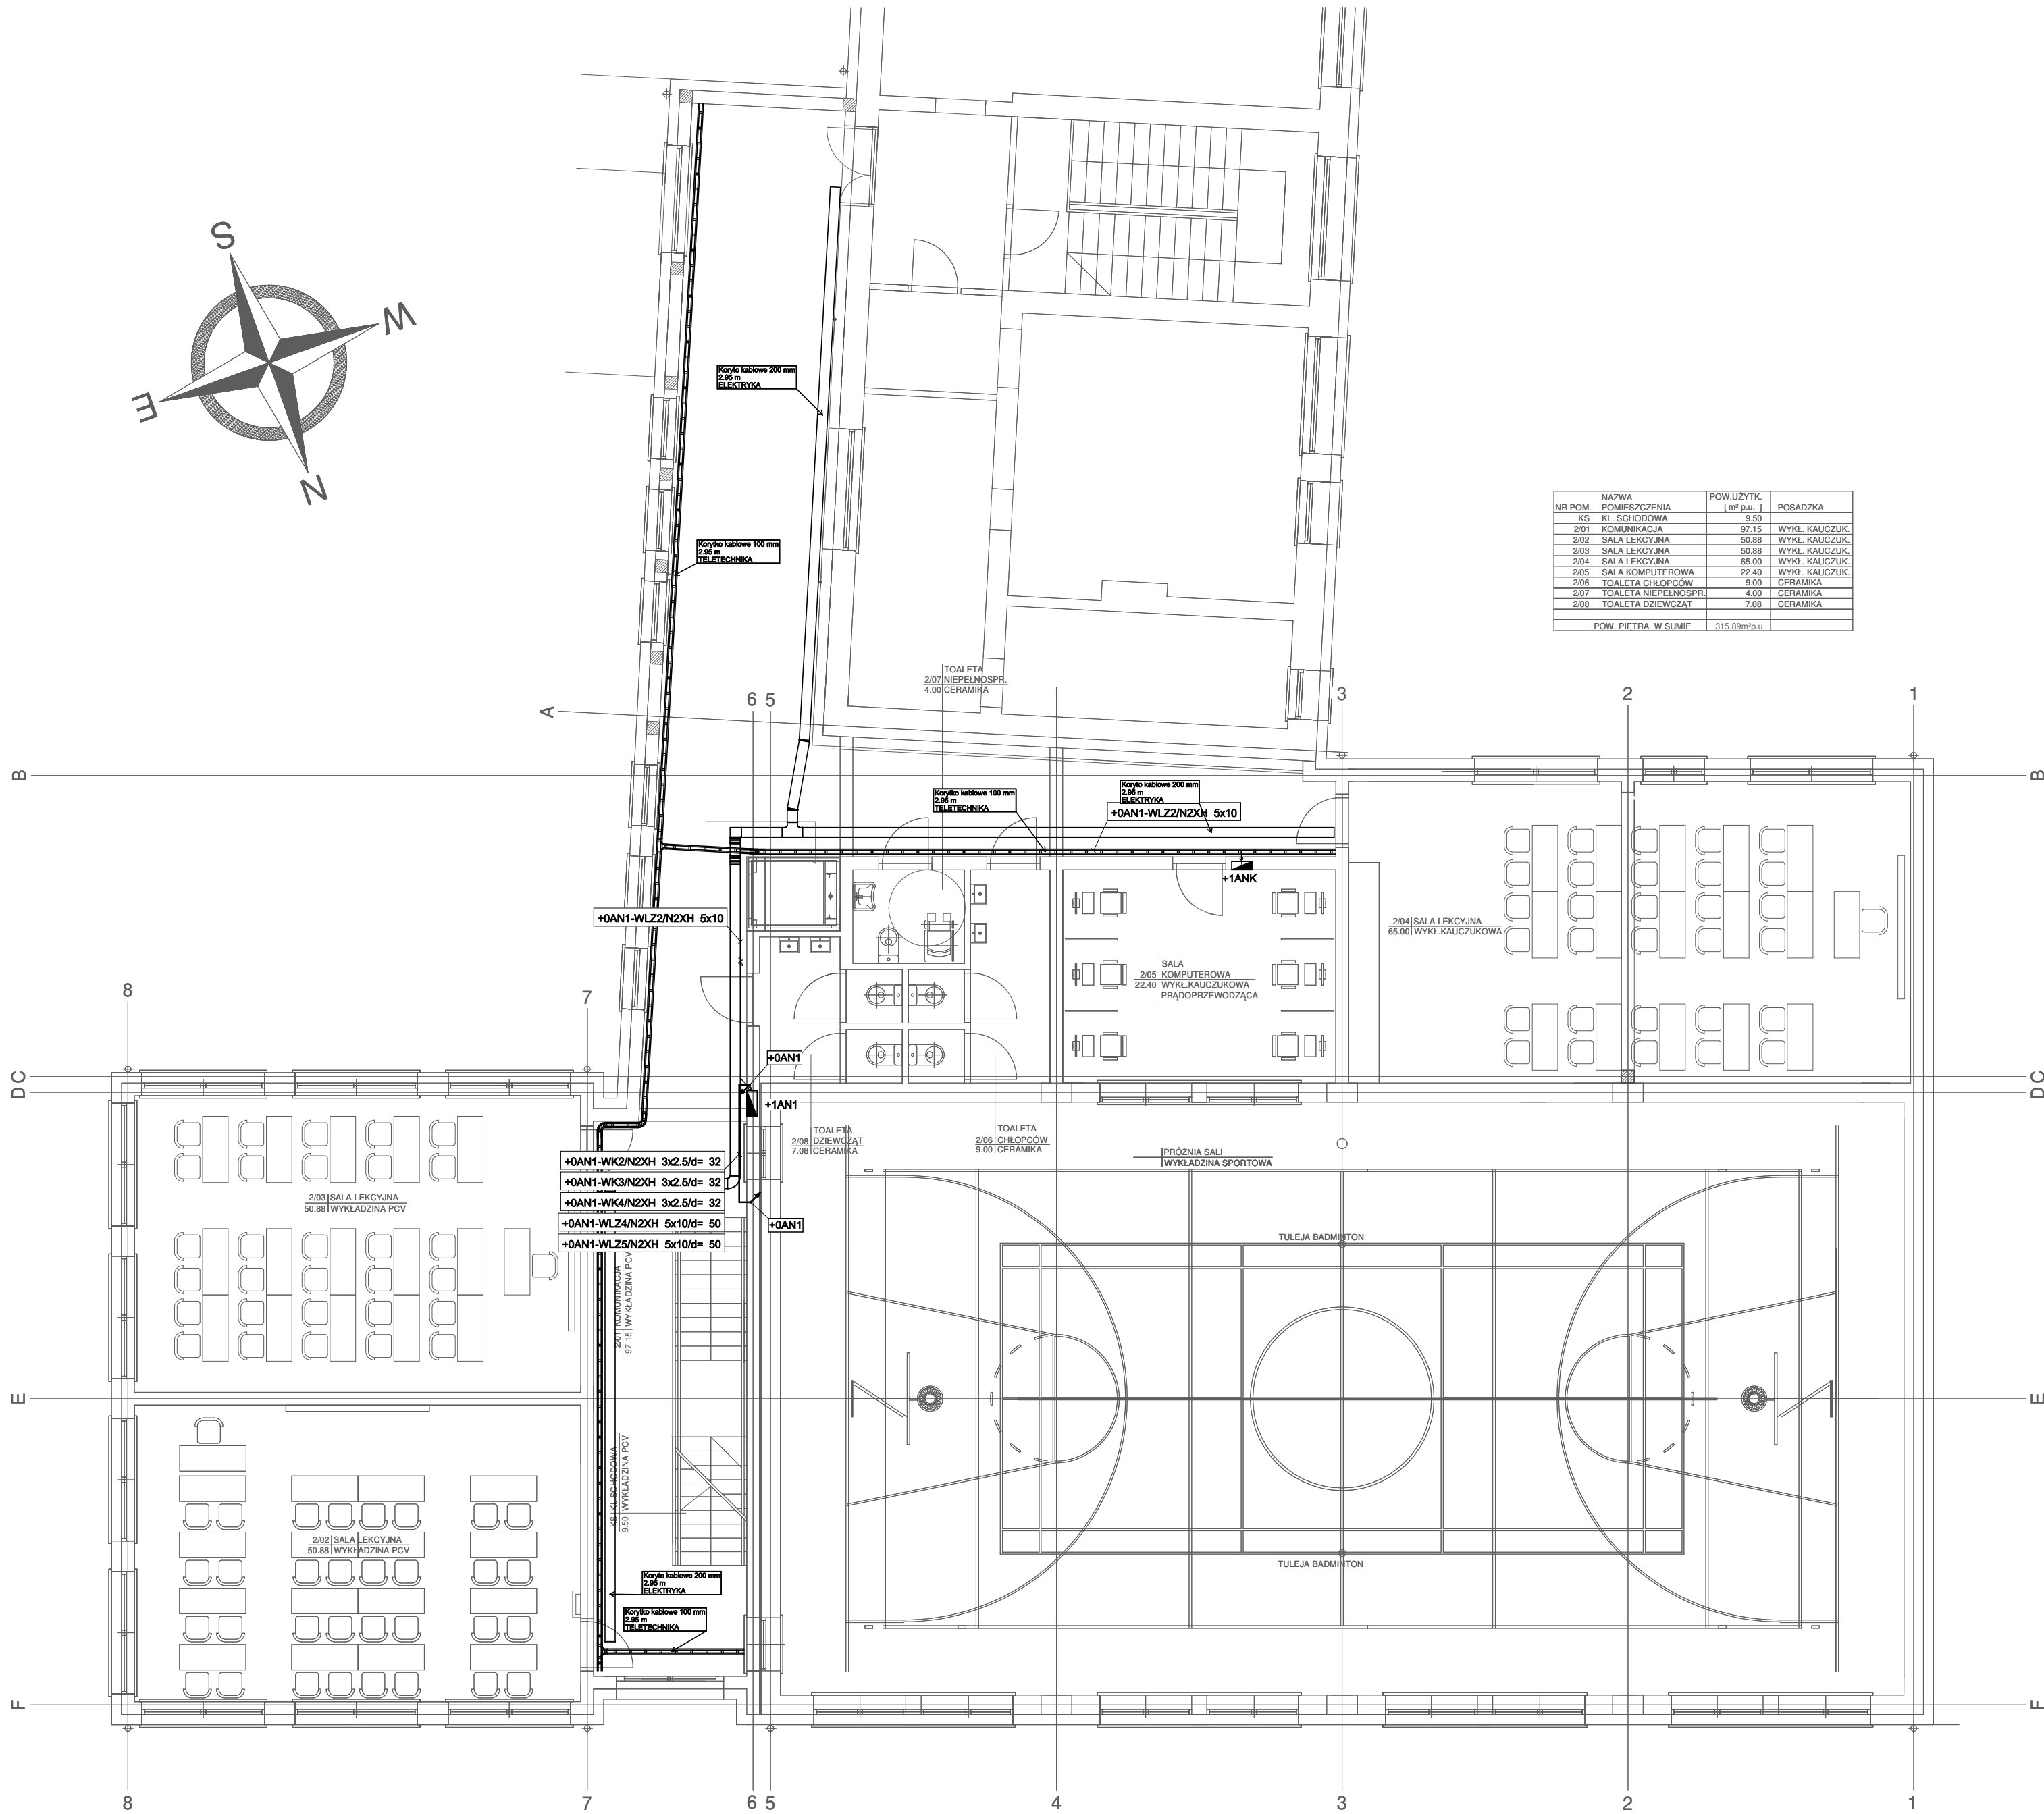 S
W
E
N
Koryto kablowe 200 mm
2.95 m
ELEKTRYKA
Korytko kablowe 100 mm
2.95 m
TELETECHNIKA
NR POM. NAZWA POMIESZCZENIA POW.UŻYTK. [ m² p.u. ] POSADZKA
KS KL. SCHODOWA 9.50
2/01 KOMUNIKACJA 97.15 WYKŁ. KAUCZUK.
2/02 SALA LEKCYJNA 50.88 WYKŁ. KAUCZUK.
2/03 SALA LEKCYJNA 50.88 WYKŁ. KAUCZUK.
2/04 SALA LEKCYJNA 65.00 WYKŁ. KAUCZUK.
2/05 SALA KOMPUTEROWA 22.40 WYKŁ. KAUCZUK.
2/06 TOALETA CHŁOPCÓW 9.00 CERAMIKA
2/07 TOALETA NIEPEŁNOSPR. 4.00 CERAMIKA
2/08 TOALETA DZIEWCZĄT 7.08 CERAMIKA
POW. PIĘTRA W SUMIE 315.89m²p.u.
TOALETA
2/07 NIEPEŁNOSPR.
4.00 CERAMIKA
A
6 5
3
2
1
B
B
Korytko kablowe 100 mm
2.95 m
TELETECHNIKA
Koryto kablowe 200 mm
2.95 m
ELEKTRYKA
+0AN1-WLZ2/N2XH 5x10
+1ANK
+0AN1-WLZ2/N2XH 5x10
2/04 SALA LEKCYJNA
65.00 WYKŁ.KAUCZUKOWA
SALA
2/05 KOMPUTEROWA
22.40 WYKŁ.KAUCZUKOWA
PRĄDOPRZEWODZĄCA
8
7
D C
D C
+0AN1
+1AN1
TOALETA
2/08 DZIEWCZĄT
7.08 CERAMIKA
TOALETA
2/06 CHŁOPCÓW
9.00 CERAMIKA
PRÓŻNIA SALI
WYKŁADZINA SPORTOWA
+0AN1-WK2/N2XH 3x2.5/d= 32
+0AN1-WK3/N2XH 3x2.5/d= 32
+0AN1-WK4/N2XH 3x2.5/d= 32
+0AN1-WLZ4/N2XH 5x10/d= 50
+0AN1-WLZ5/N2XH 5x10/d= 50
+0AN1
2/03 SALA LEKCYJNA
50.88 WYKŁADZINA PCV
TULEJA BADMINTON
2/01 KOMUNIKACJA
97.15 WYKŁADZINA PCV
E
E
KS KL.SCHODOWA
9.50 WYKŁADZINA PCV
2/02 SALA LEKCYJNA
50.88 WYKŁADZINA PCV
TULEJA BADMINTON
Koryto kablowe 200 mm
2.95 m
ELEKTRYKA
Korytko kablowe 100 mm
2.95 m
TELETECHNIKA
F
F
8
7
6 5
4
3
2
1